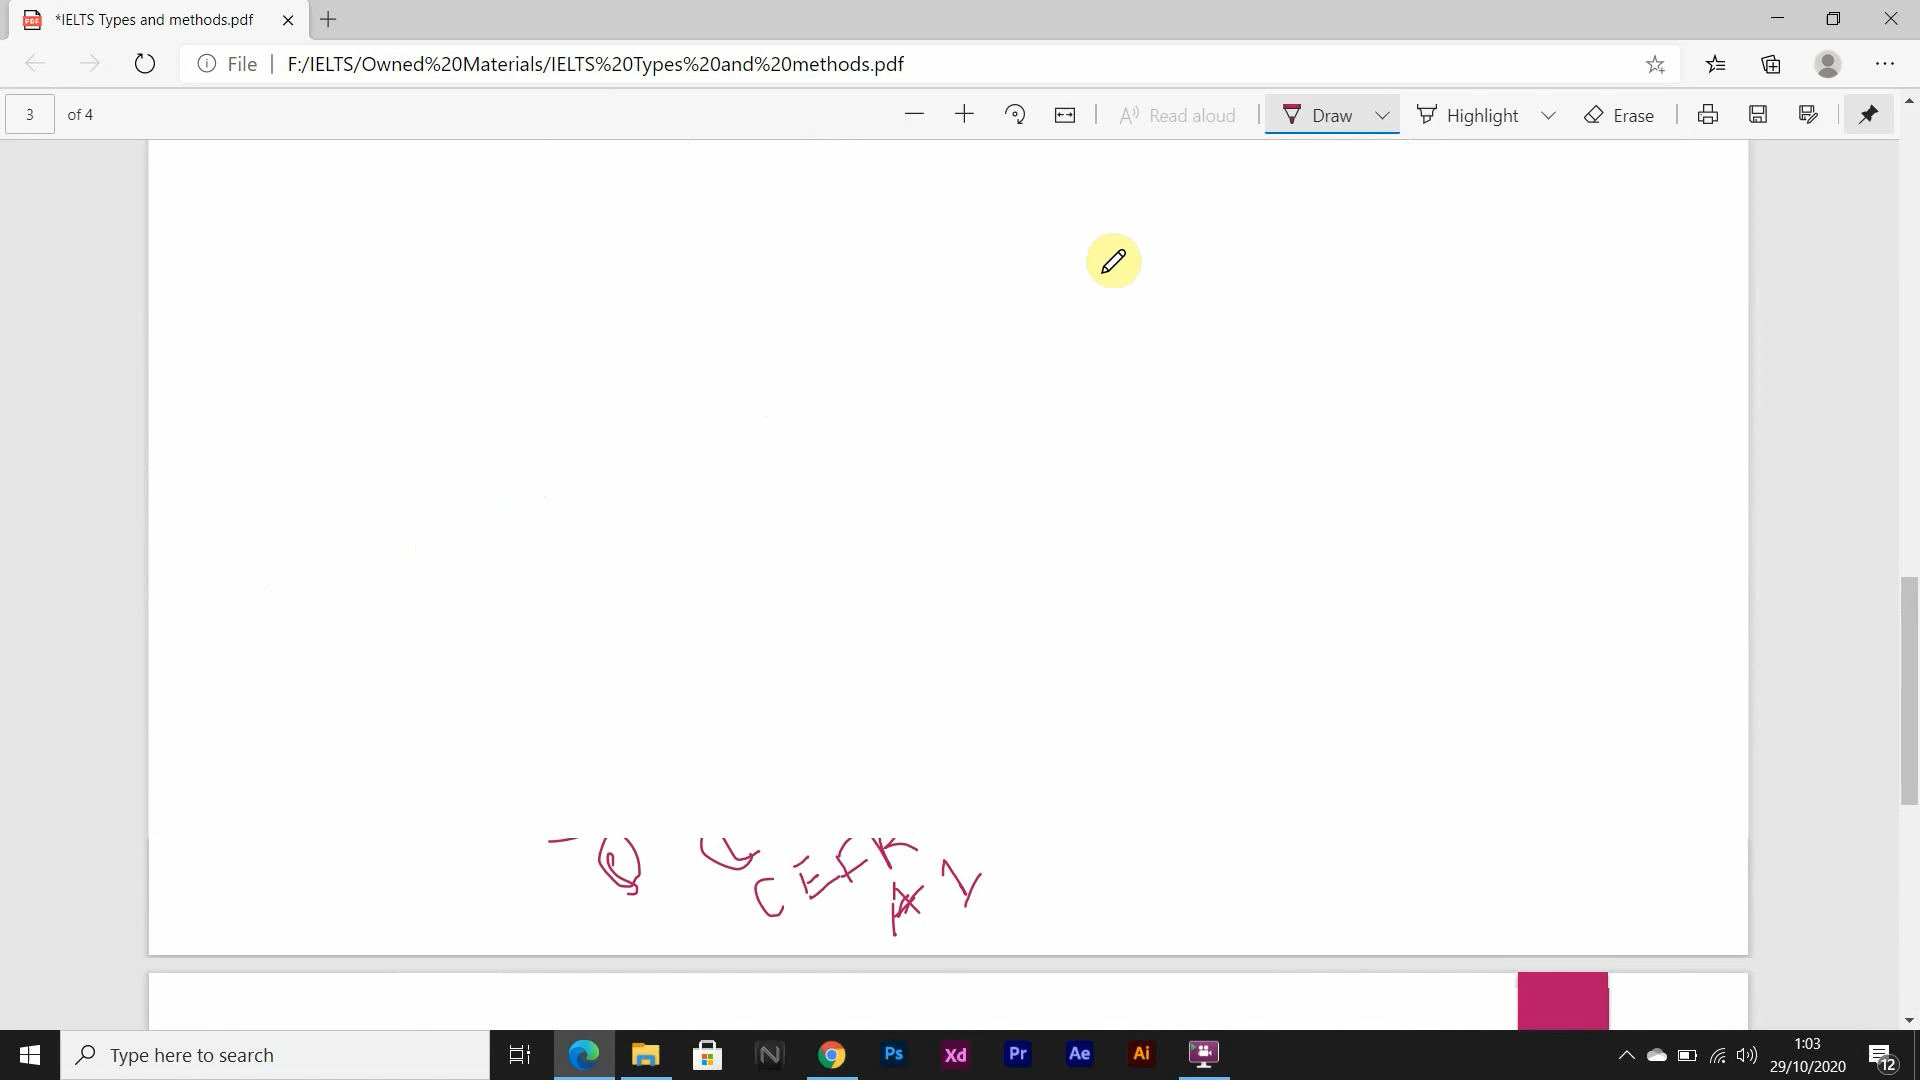 *IELTS Types and methods.pdf
File
F:/IELTS/Owned%20Materials/IELTS%20Types%20and%20methods.pdf
3 of 4
Read aloud
Draw
Highlight
Erase
CEFR
Type here to search
N
Ps
Xd
Pr
Ae
Ai
1:03
29/10/2020
12